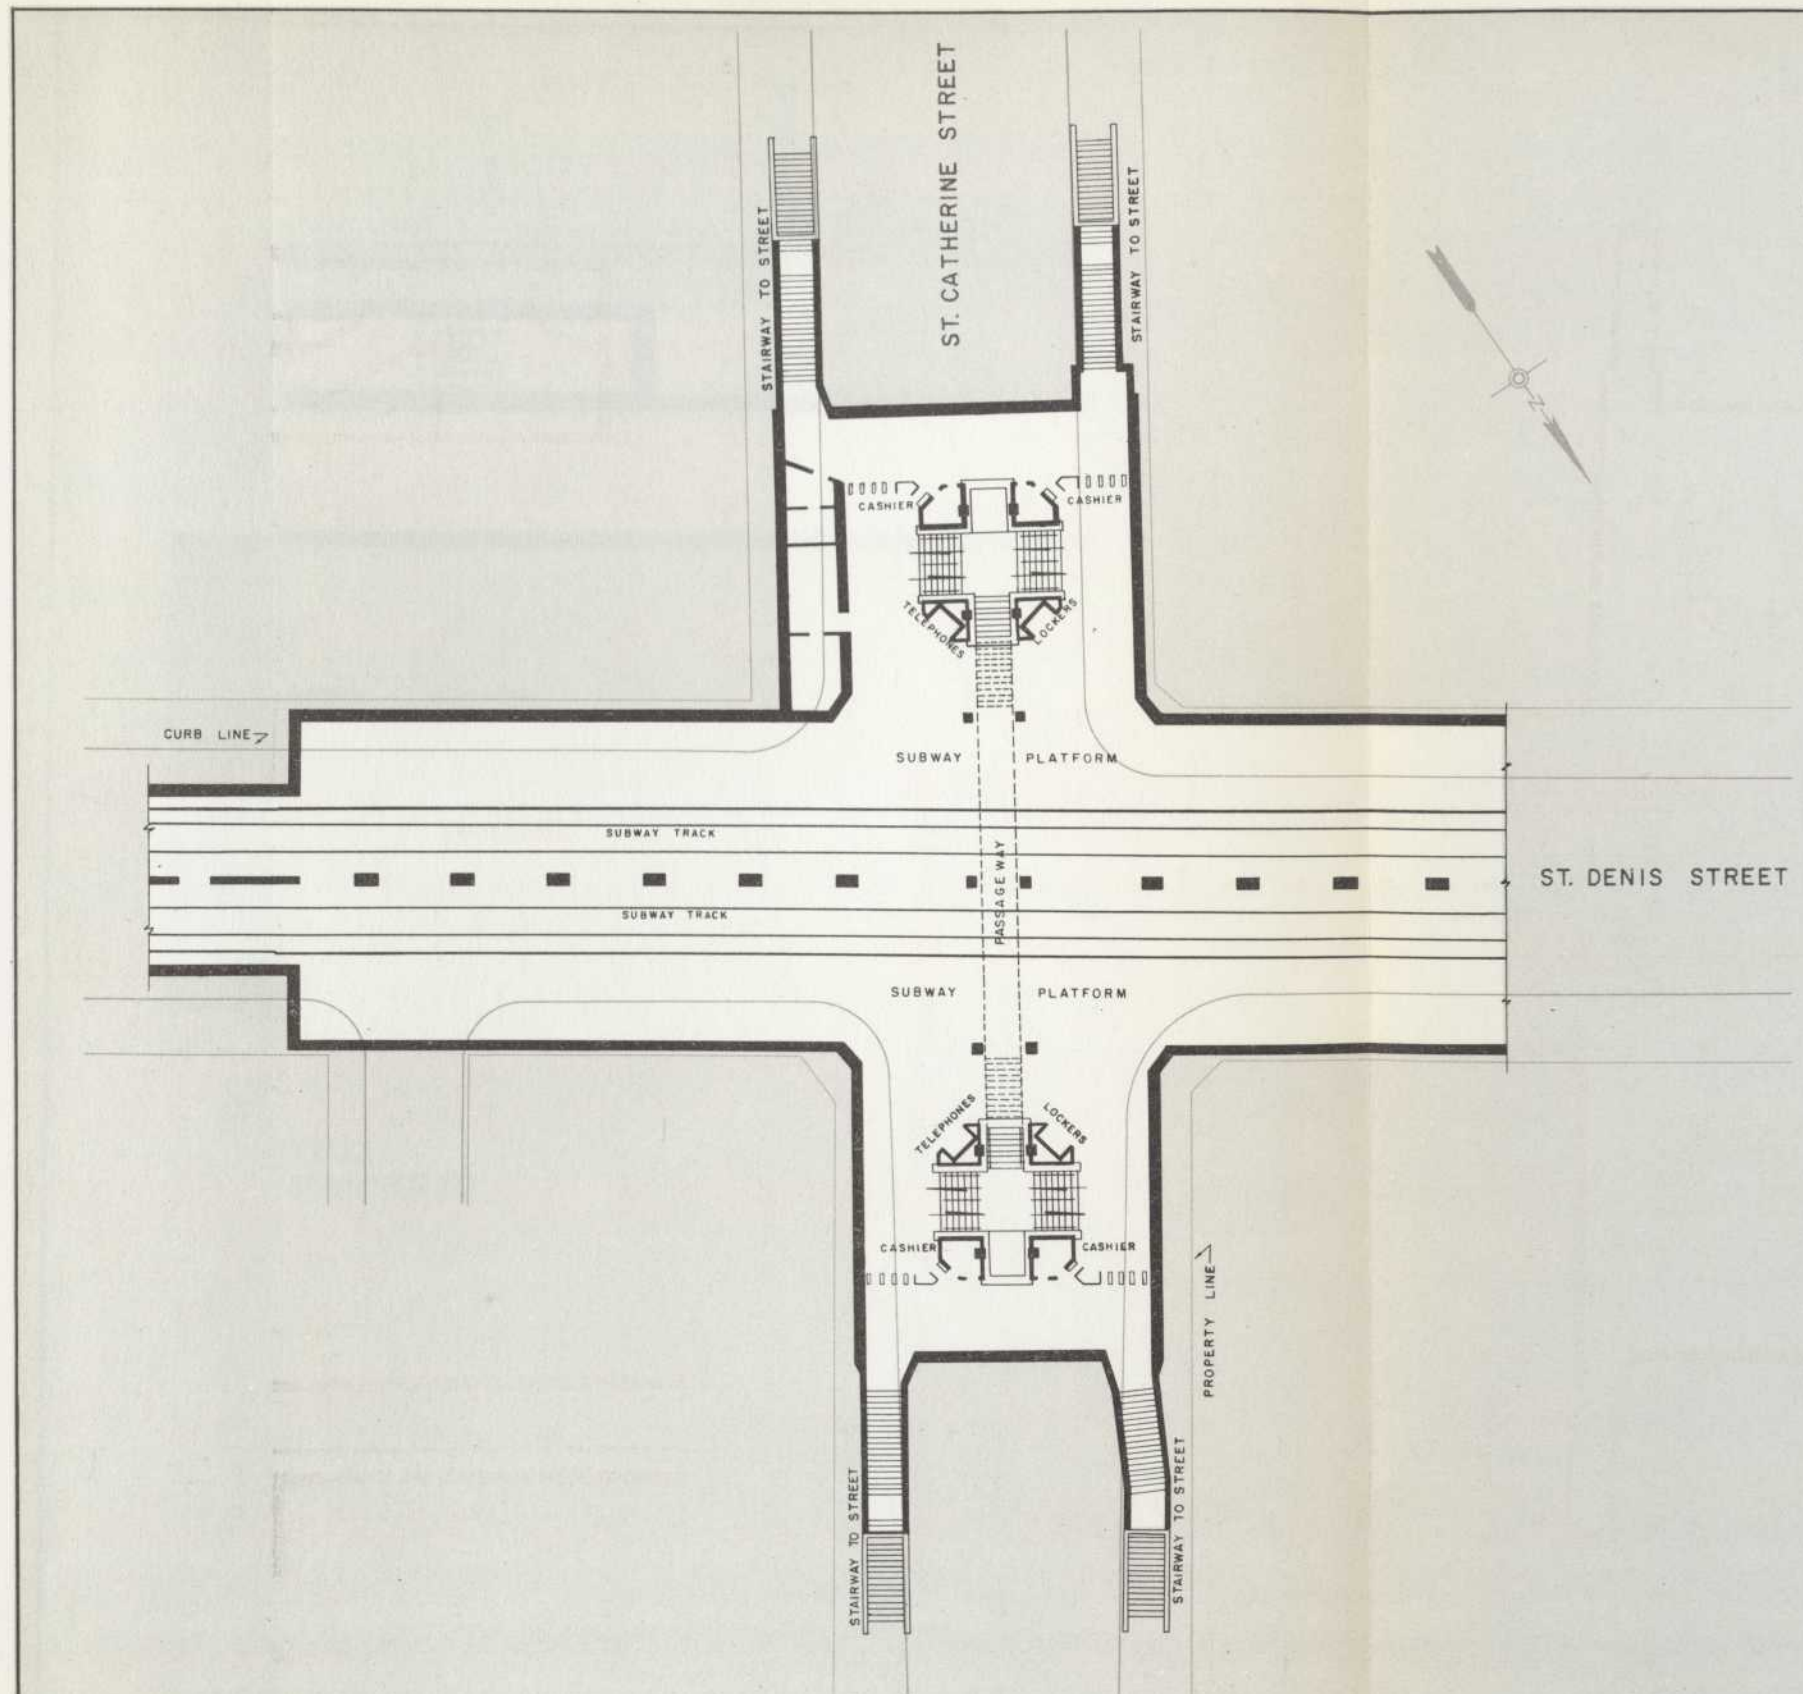 ST. CATHERINE STREET
STAIRWAY TO STREET
STAIRWAY TO STREET
N
CASHIER
CASHIER
TELEPHONES
LOCKERS
CURB LINE
SUBWAY PLATFORM
SUBWAY TRACK
PASSAGEWAY
ST. DENIS STREET
SUBWAY TRACK
SUBWAY PLATFORM
TELEPHONES
LOCKERS
CASHIER
CASHIER
PROPERTY LINE
STAIRWAY TO STREET
STAIRWAY TO STREET